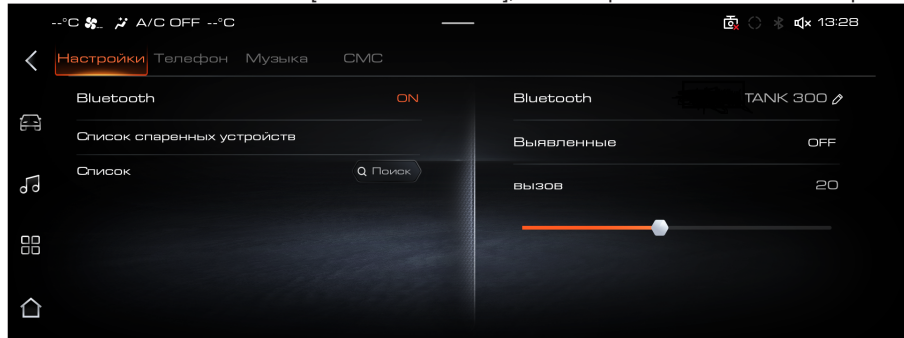 --°C A/C OFF --°C
13:28
Настройки Телефон Музыка СМС
Bluetooth ON
Список спаренных устройств
Список Поиск
Bluetooth TANK 300
Выявленные OFF
вызов 20